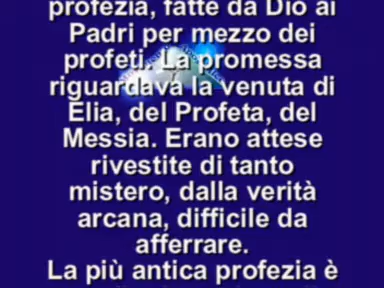 profezia, fatte da Dio ai
Padri per mezzo dei
profeti. La promessa
riguardava la venuta di
Elia, del Profeta, del
Messia. Erano attese
rivestite di tanto
mistero, dalla verità
arcana, difficile da
afferrare.
La più antica profezia è